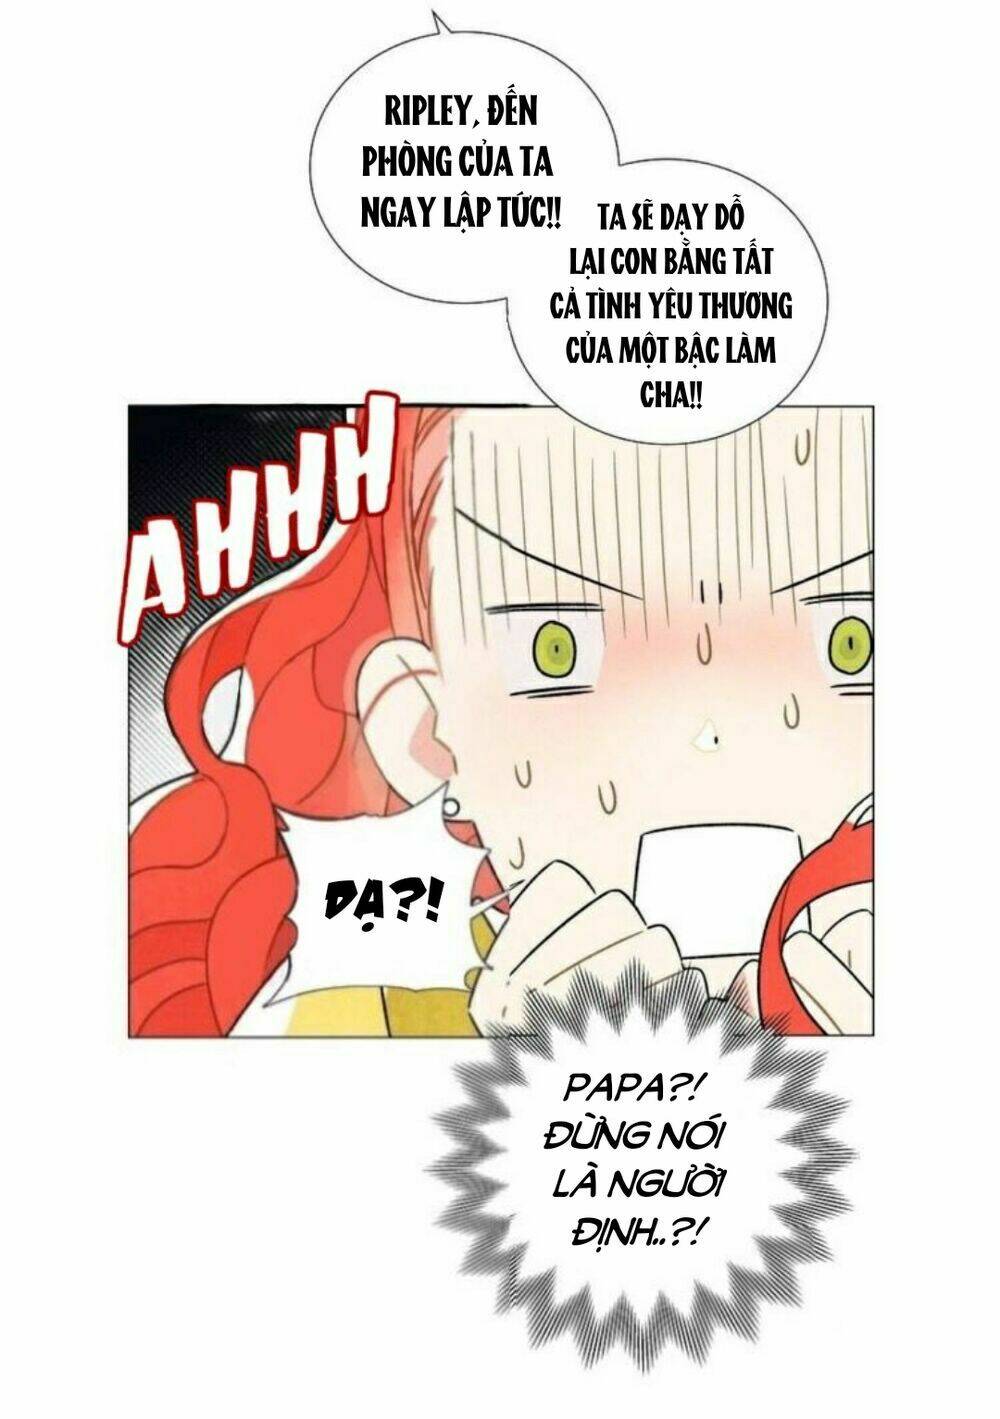 RIPLEY, ĐẾN
PHÒNG CỦA TA
NGAY LẬP TỨC!!
TA SẼ DẠY DỖ
LẠI CON BẰNG TẤT
CẢ TÌNH YÊU THƯƠNG
CỦA MỘT BẬC LÀM
CHA!!
AHHH
DẠ?!
PAPA?!
ĐỪNG NÓI
LÀ NGƯỜI
ĐỊNH..?!